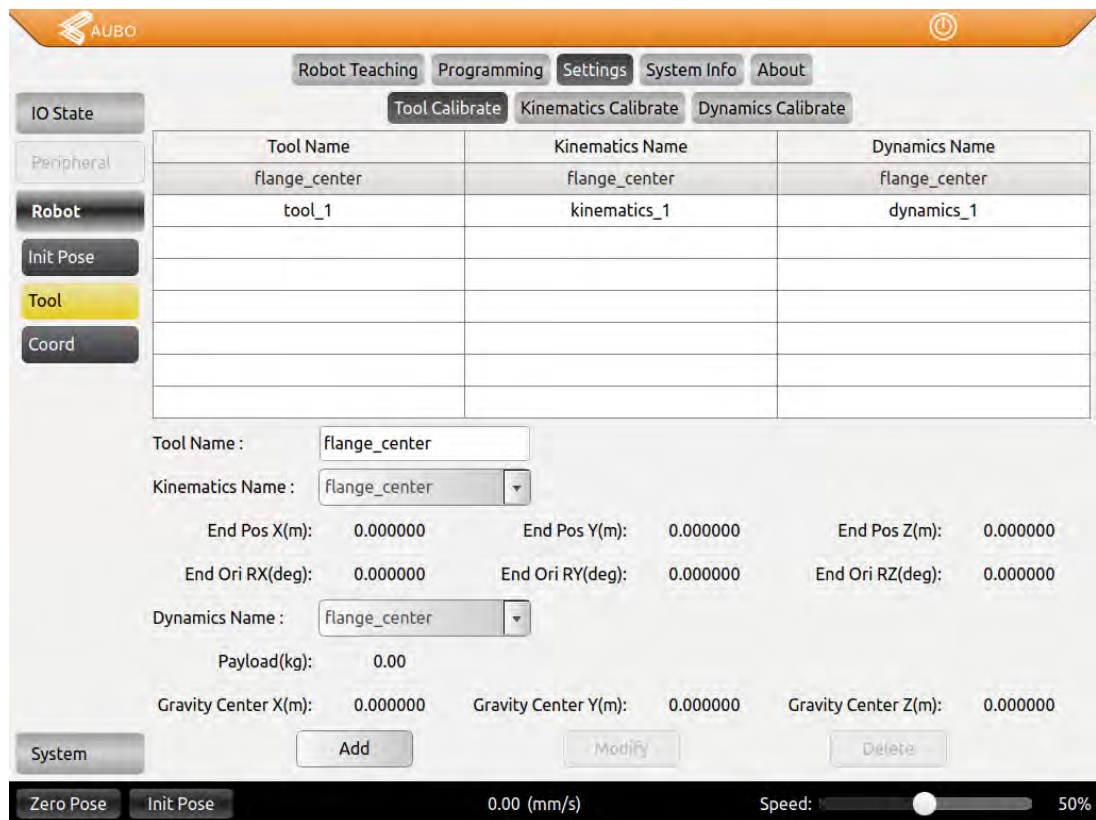 AUBO
Robot Teaching Programming Settings System Info About
IO State Tool Calibrate Kinematics Calibrate Dynamics Calibrate
Tool Name Kinematics Name Dynamics Name
Peripheral
flange_center flange_center flange_center
Robot tool_1 kinematics_1 dynamics_1
Init Pose
Tool
Coord
Tool Name : flange_center
Kinematics Name : flange_center
End Pos X(m): 0.000000 End Pos Y(m): 0.000000 End Pos Z(m): 0.000000
End Ori RX(deg): 0.000000 End Ori RY(deg): 0.000000 End Ori RZ(deg): 0.000000
Dynamics Name : flange_center
Payload(kg): 0.00
Gravity Center X(m): 0.000000 Gravity Center Y(m): 0.000000 Gravity Center Z(m): 0.000000
System Add Modify Delete
Zero Pose Init Pose 0.00 (mm/s) Speed: 50%